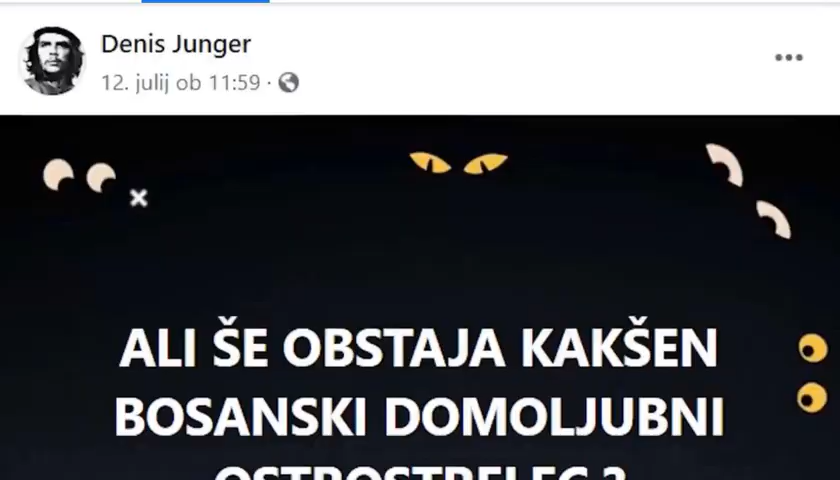 Denis Junger
12. julij ob 11:59 ·
ALI ŠE OBSTAJA KAKŠEN
BOSANSKI DOMOLJUBNI
OSTROSTRELEC ?